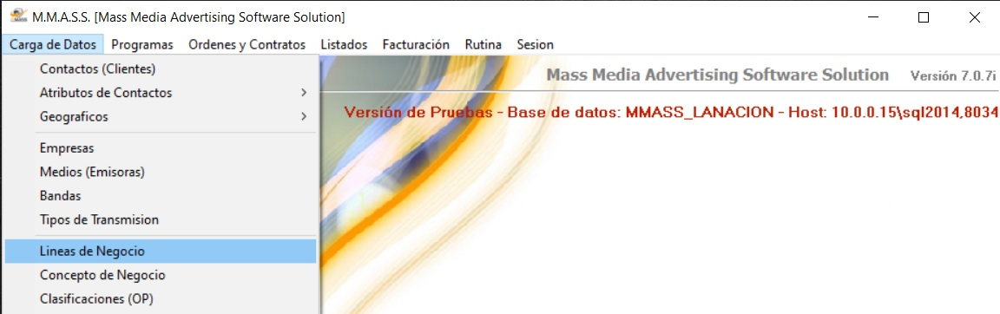 M.M.A.S.S. [Mass Media Advertising Software Solution]
Carga de Datos Programas Ordenes y Contratos Listados Facturación Rutina Sesion
Contactos (Clientes)
Atributos de Contactos
Geograficos
Empresas
Medios (Emisoras)
Bandas
Tipos de Transmision
Lineas de Negocio
Concepto de Negocio
Clasificaciones (OP)
Mass Media Advertising Software Solution Versión 7.0.7i
Versión de Pruebas - Base de datos: MMASS_LANACION - Host: 10.0.0.15\sql2014,8034